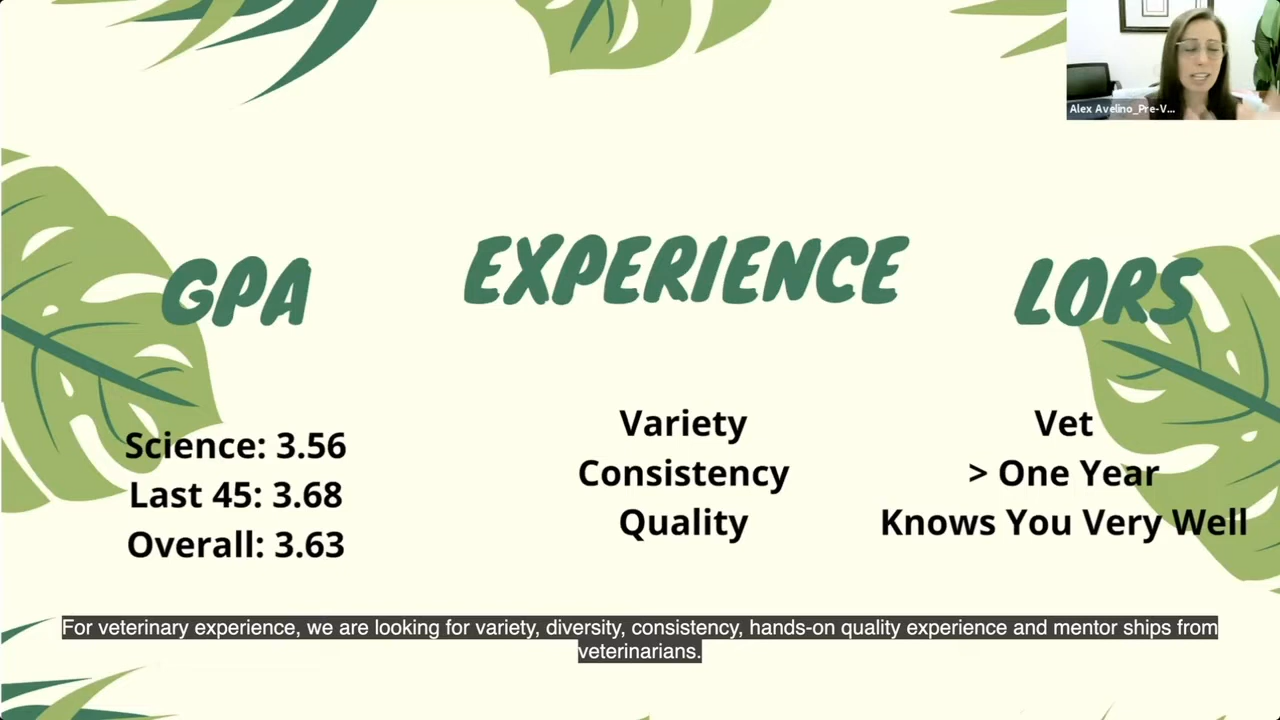 Alex Avelino_Pre-V...
GPA
EXPERIENCE
LORS
Science: 3.56
Last 45: 3.68
Overall: 3.63
Variety
Consistency
Quality
Vet
> One Year
Knows You Very Well
For veterinary experience, we are looking for variety, diversity, consistency, hands-on quality experience and mentor ships from
veterinarians.